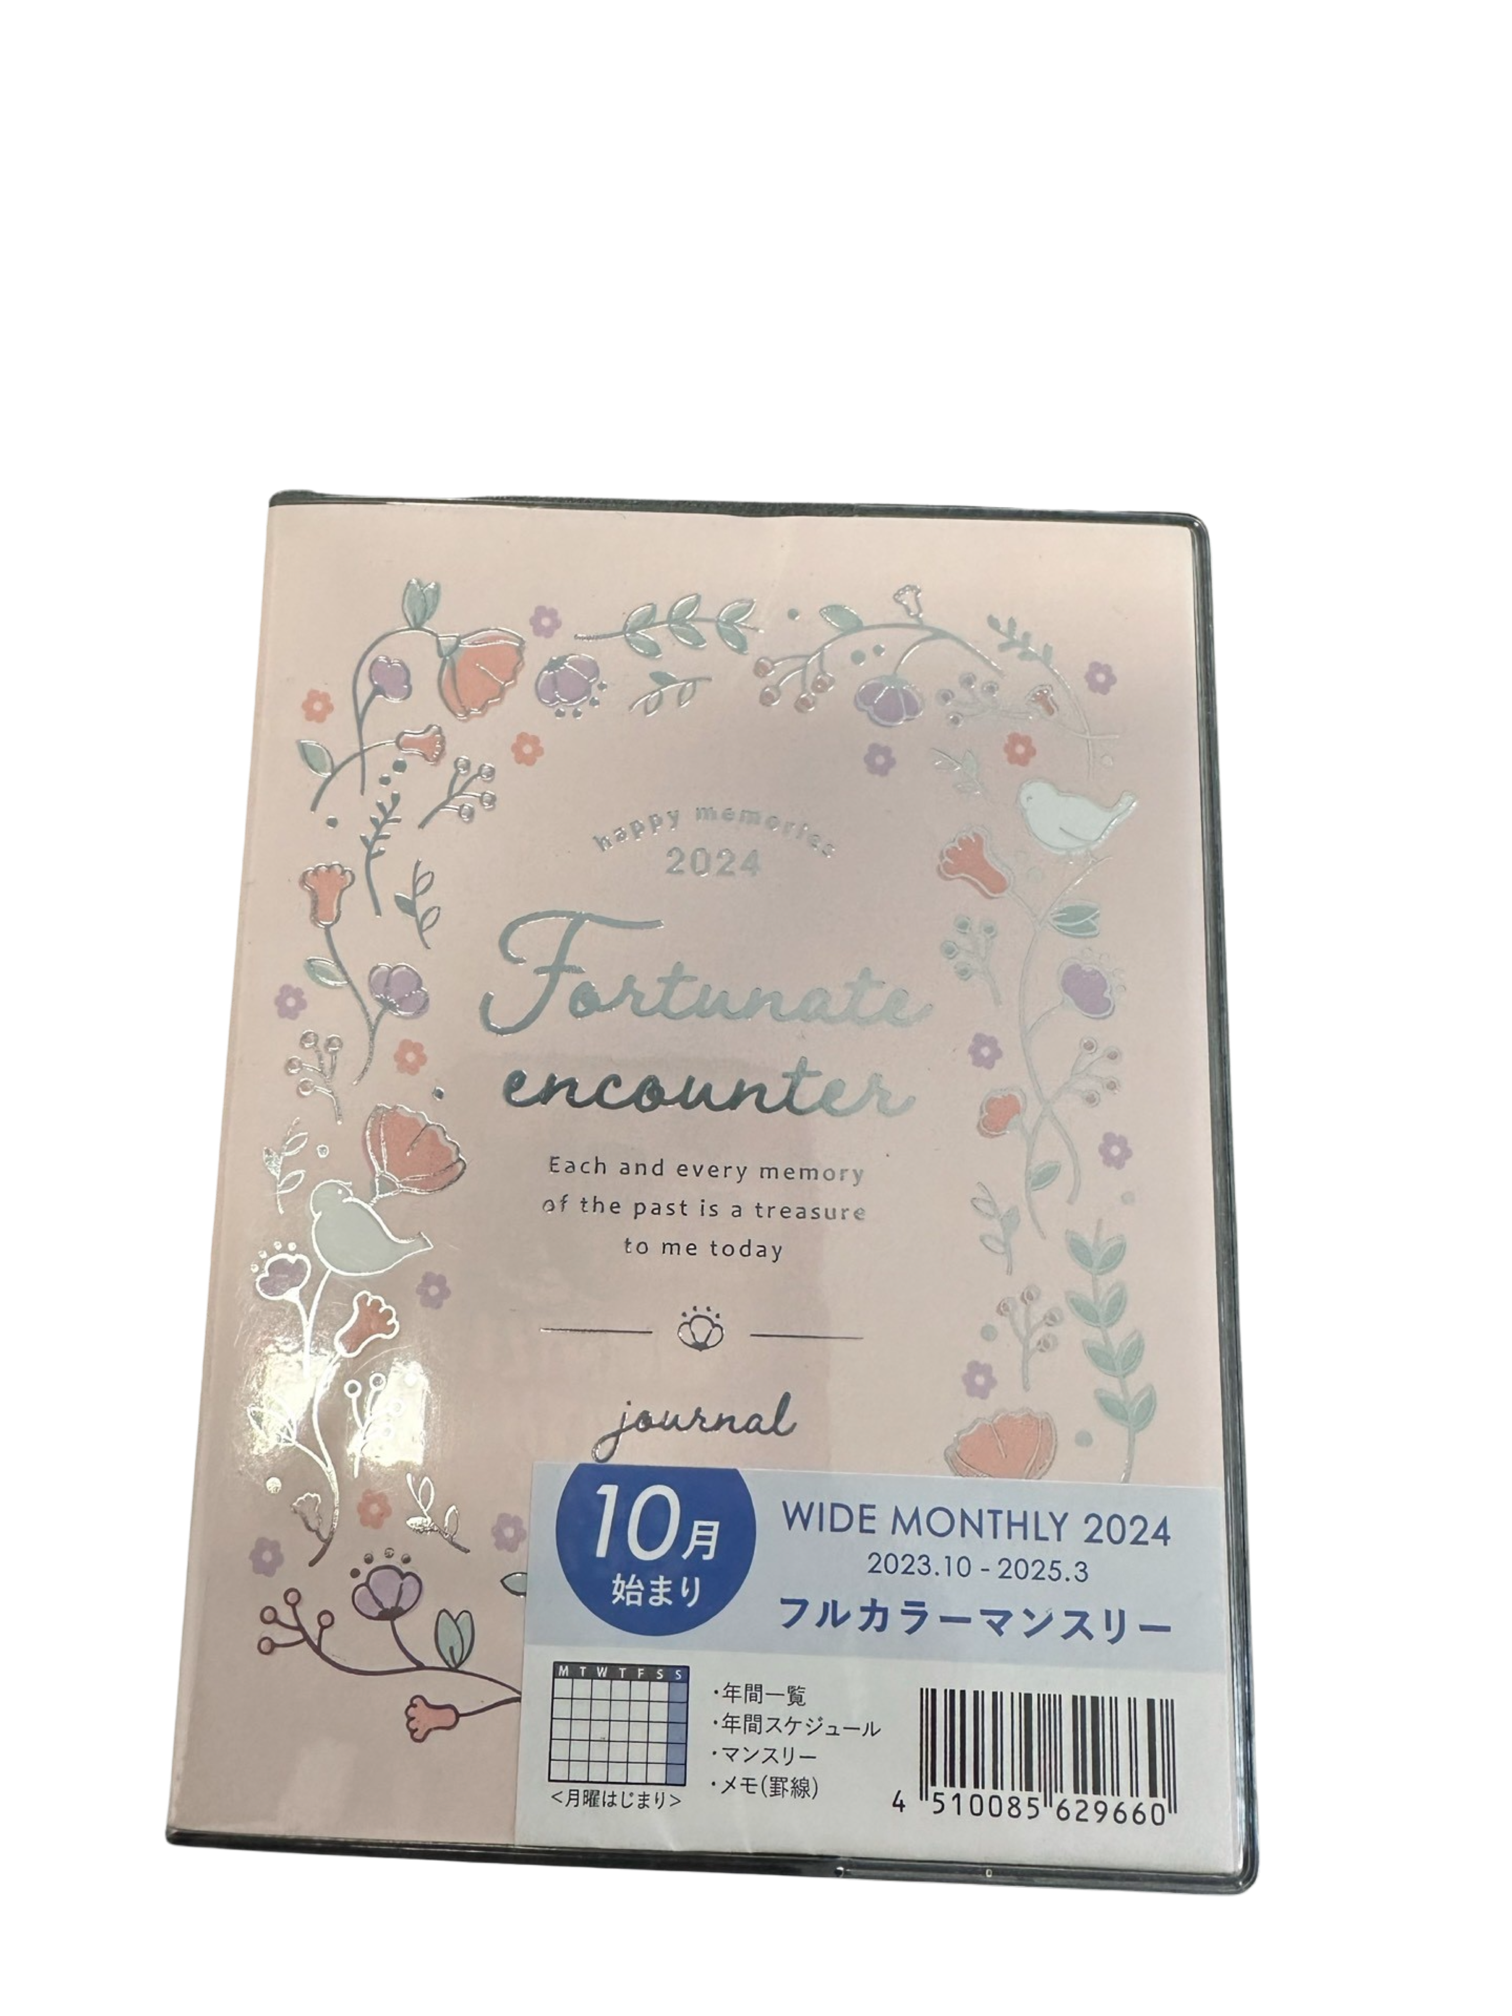 happy memories
2024
Fortunate
encounter
Each and every memory
of the past is a treasure
to me today
journal
10月
始まり
WIDE MONTHLY 2024
2023.10 - 2025.3
フルカラーマンスリー
M T W T F S S
<月曜はじまり>
・年間一覧
・年間スケジュール
・マンスリー
・メモ(罫線)
4 510085 629660